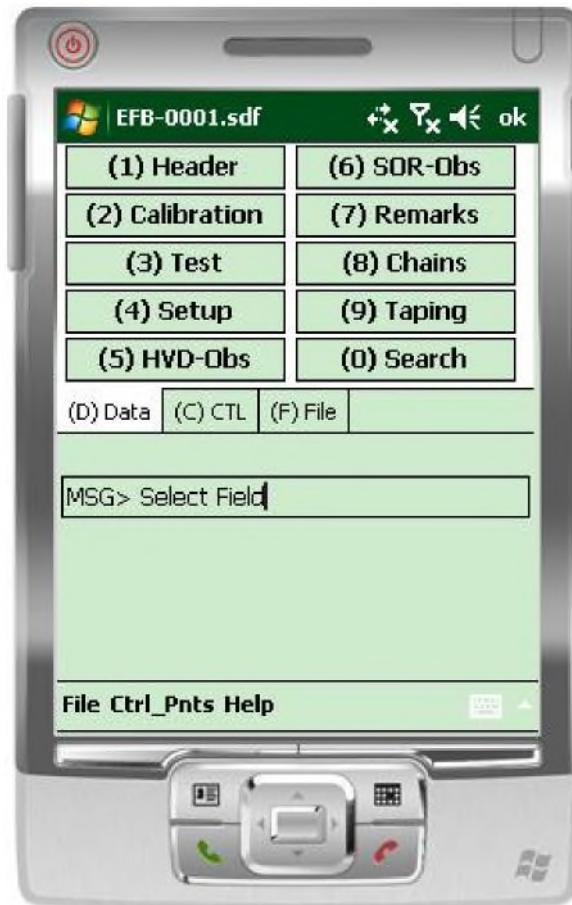 EFB-0001.sdf ok
(1) Header (6) SOR-Obs
(2) Calibration (7) Remarks
(3) Test (8) Chains
(4) Setup (9) Taping
(5) HVD-Obs (0) Search
(D) Data (C) CTL (F) File
MSG> Select Field
File Ctrl_Pnts Help